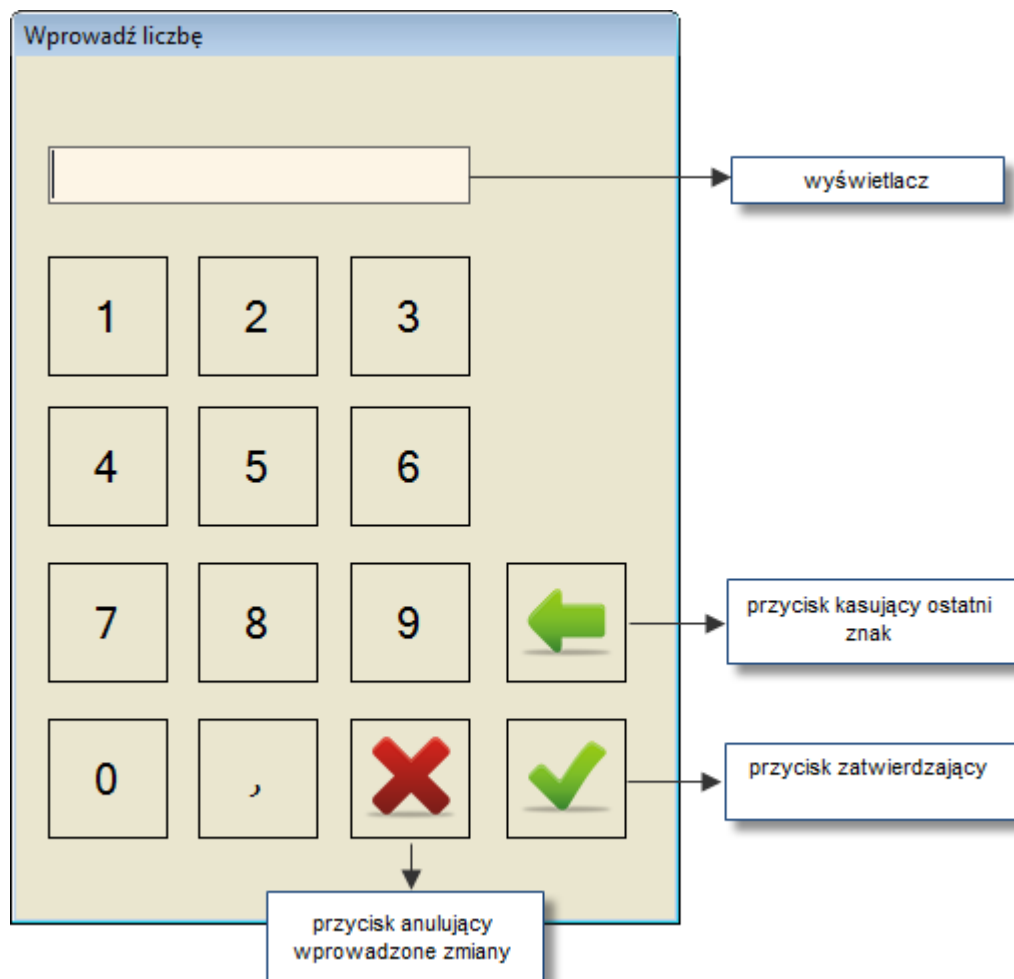 Wprowadź liczbę
wyświetlacz
1 2 3
4 5 6
7 8 9
przycisk kasujący ostatni
znak
0 ,
przycisk zatwierdzający
przycisk anulujący
wprowadzone zmiany